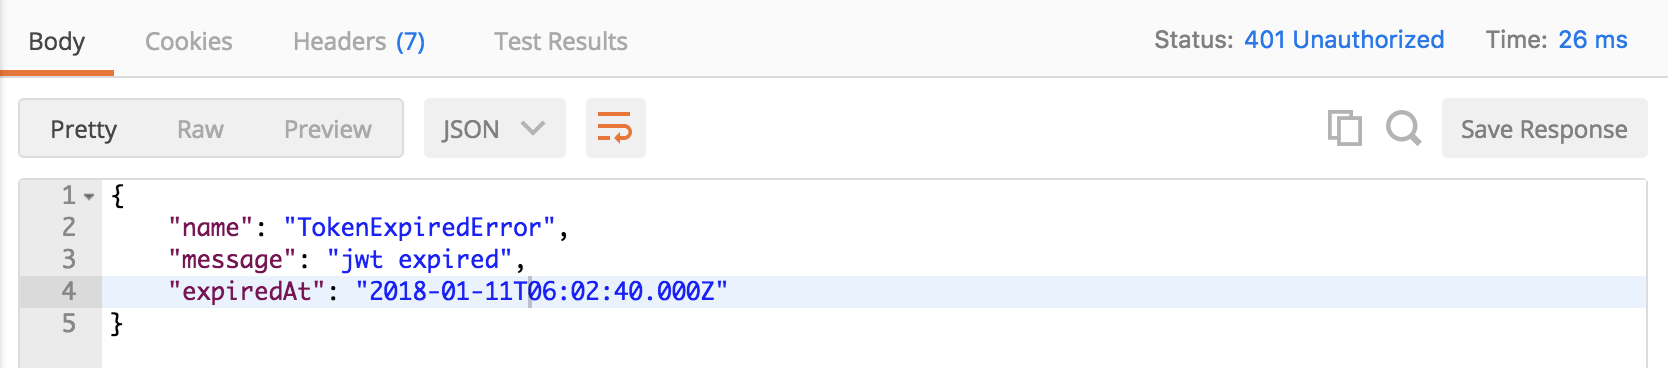 Body Cookies Headers (7) Test Results Status: 401 Unauthorized Time: 26 ms
Pretty Raw Preview JSON Save Response
1 {
2 "name": "TokenExpiredError",
3 "message": "jwt expired",
4 "expiredAt": "2018-01-11T06:02:40.000Z"
5 }